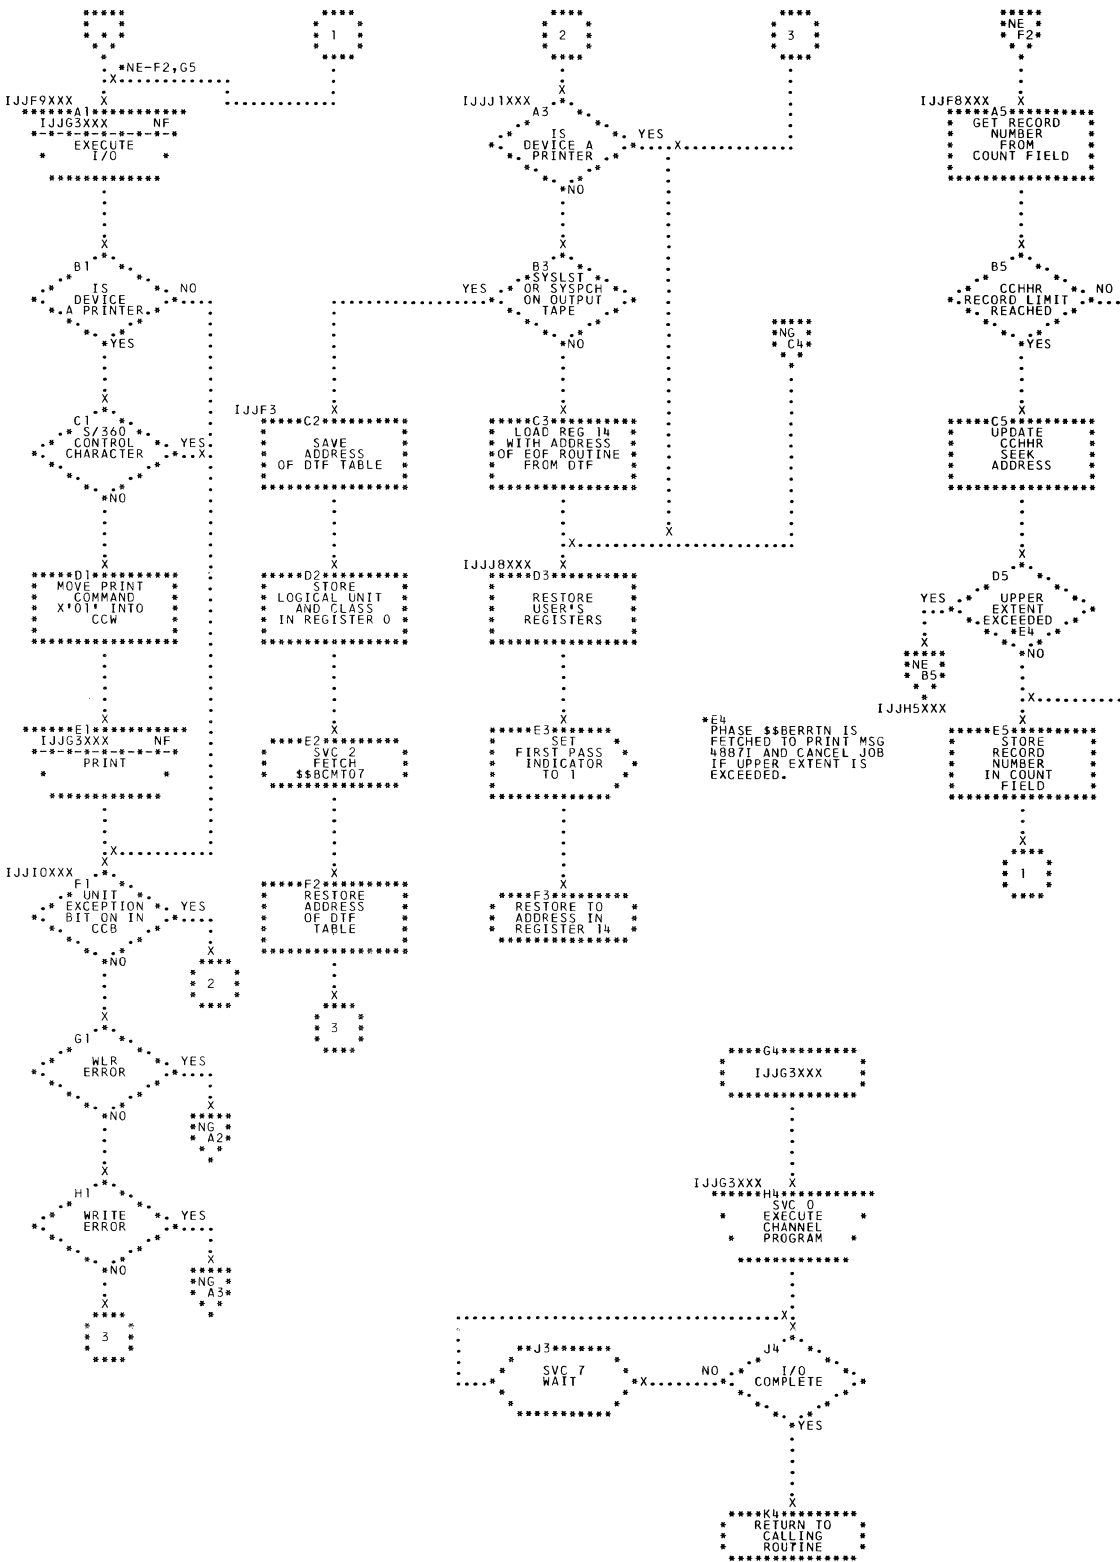 1
2
3
NE
F2
*NE-F2,G5
IJJF9XXX
A1
IJJG3XXX NF
EXECUTE
I/O
IJJJ1XXX
A3
IS
DEVICE A
PRINTER
YES
NO
IJJF8XXX
A5
GET RECORD
NUMBER
FROM
COUNT FIELD
B1
IS
DEVICE
A PRINTER
NO
YES
B3
SYSLST
OR SYSPCH
ON OUTPUT
TAPE
YES
NO
NG
C4
B5
CCHHR
RECORD LIMIT
REACHED
NO
YES
C1
S/360
CONTROL
CHARACTER
YES
NO
IJJF3
C2
SAVE
ADDRESS
OF DTF TABLE
C3
LOAD REG 14
WITH ADDRESS
OF EOF ROUTINE
FROM DTF
C5
UPDATE
CCHHR
SEEK
ADDRESS
D1
MOVE PRINT
COMMAND
X'01' INTO
CCW
D2
STORE
LOGICAL UNIT
AND CLASS
IN REGISTER 0
IJJJ8XXX
D3
RESTORE
USER'S
REGISTERS
D5
UPPER
EXTENT
EXCEEDED
*E4
YES
NO
NE
B5
IJJH5XXX
E1
IJJG3XXX NF
PRINT
E2
SVC 2
FETCH
$$BCMT07
E3
SET
FIRST PASS
INDICATOR
TO 1
*E4
PHASE $$BERRTN IS
FETCHED TO PRINT MSG
4887I AND CANCEL JOB
IF UPPER EXTENT IS
EXCEEDED.
E5
STORE
RECORD
NUMBER
IN COUNT
FIELD
1
IJJI0XXX
F1
UNIT
EXCEPTION
BIT ON IN
CCB
YES
NO
2
F2
RESTORE
ADDRESS
OF DTF
TABLE
3
F3
RESTORE TO
ADDRESS IN
REGISTER 14
G1
WLR
ERROR
YES
NO
NG
A2
G4
IJJG3XXX
H1
WRITE
ERROR
YES
NO
NG
A3
3
IJJG3XXX
H4
SVC 0
EXECUTE
CHANNEL
PROGRAM
J3
SVC 7
WAIT
J4
I/O
COMPLETE
NO
YES
K4
RETURN TO
CALLING
ROUTINE